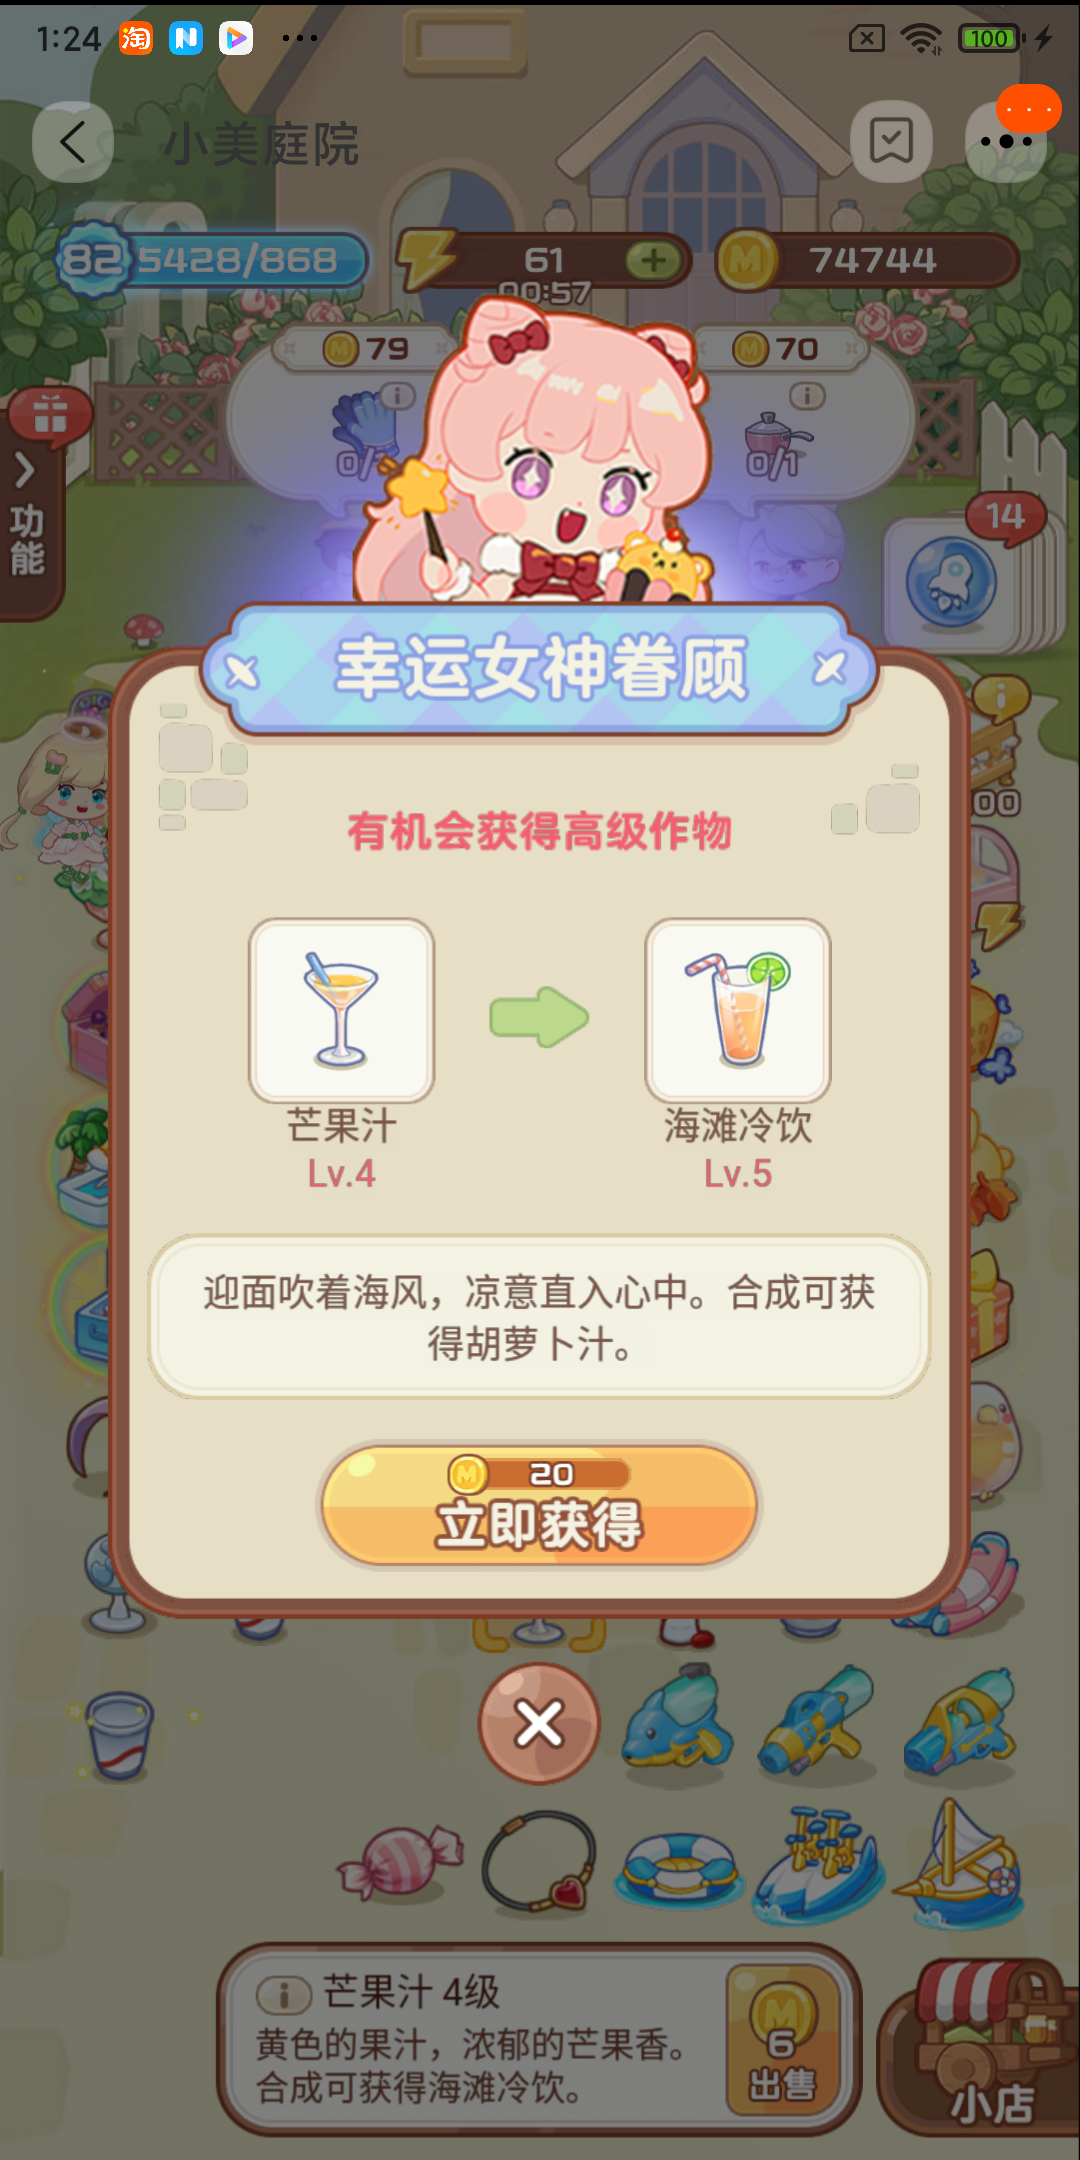 1:24
淘
100
小美庭院
82
5428/868
61
00:57
74744
79
70
0/1
功能
14
幸运女神眷顾
有机会获得高级作物
00
芒果汁
海滩冷饮
Lv.4
Lv.5
迎面吹着海风，凉意直入心中。合成可获
得胡萝卜汁。
20
立即获得
芒果汁 4级
黄色的果汁，浓郁的芒果香。
合成可获得海滩冷饮。
6
出售
小店